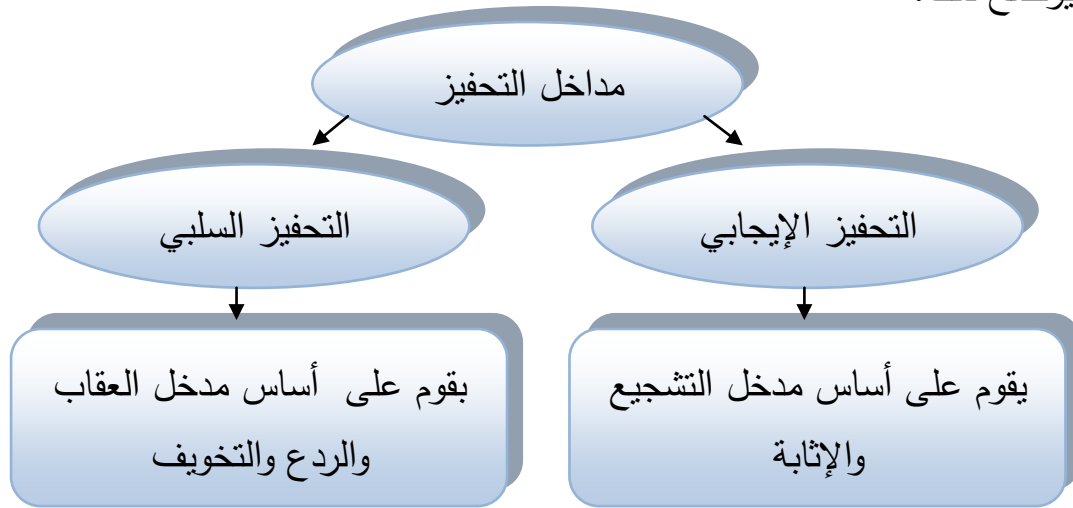 مداخل التحفيز
التحفيز الإيجابي
التحفيز السلبي
يقوم على أساس مدخل التشجيع
والإثابة
بقوم على أساس مدخل العقاب
والردع والتخويف